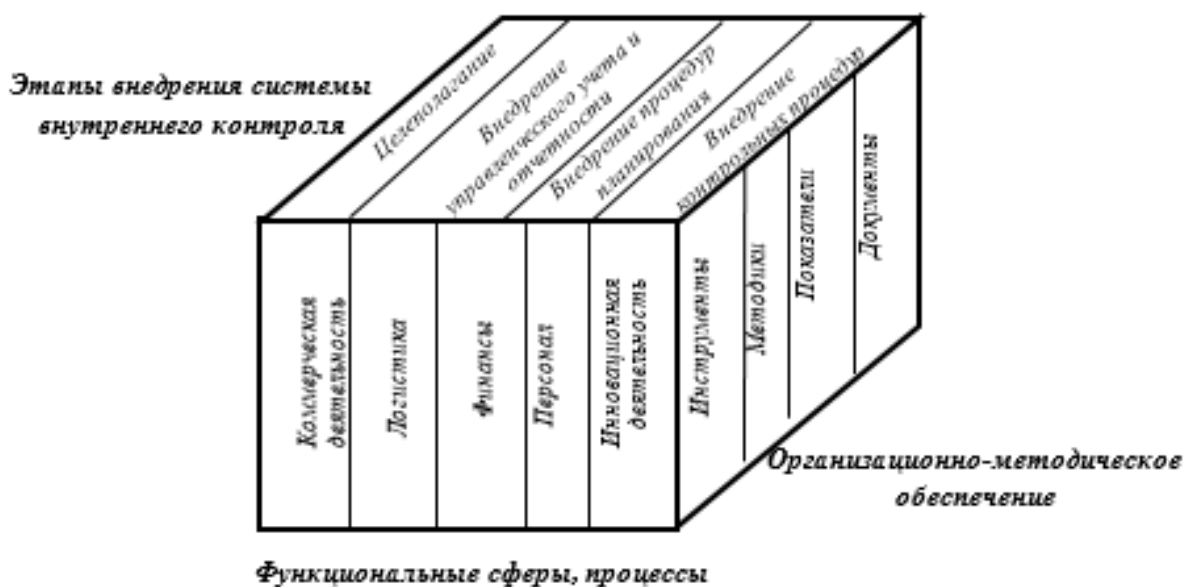 Этапы внедрения системы
внутреннего контроля
Целеполагание
Внедрение
управленческого учета и
отчетности
Внедрение процедур
планирования
Внедрение
контрольных процедур
Коммерческая
деятельность
Логистика
Финансы
Персонал
Инновационная
деятельность
Инструменты
Методики
Показатели
Документы
Организационно-методическое
обеспечение
Функциональные сферы, процессы